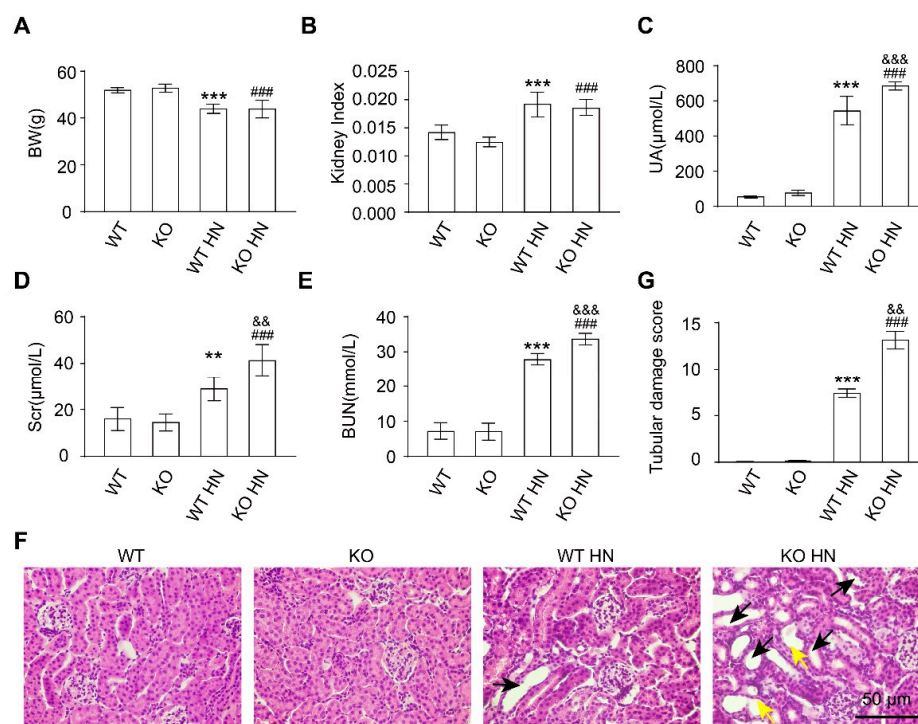 A
BW(g)
60
40
20
0
***
###
WT
KO
WT HN
KO HN
B
Kidney Index
0.025
0.020
0.015
0.010
0.005
0.000
***
###
WT
KO
WT HN
KO HN
C
UA(μmol/L)
800
600
400
200
0
***
&&&
###
WT
KO
WT HN
KO HN
D
Scr(μmol/L)
60
40
20
0
**
&&
###
WT
KO
WT HN
KO HN
E
BUN(mmol/L)
40
30
20
10
0
***
&&&
###
WT
KO
WT HN
KO HN
G
Tubular damage score
15
10
5
0
***
&&
###
WT
KO
WT HN
KO HN
F
WT
KO
WT HN
KO HN
50 μm